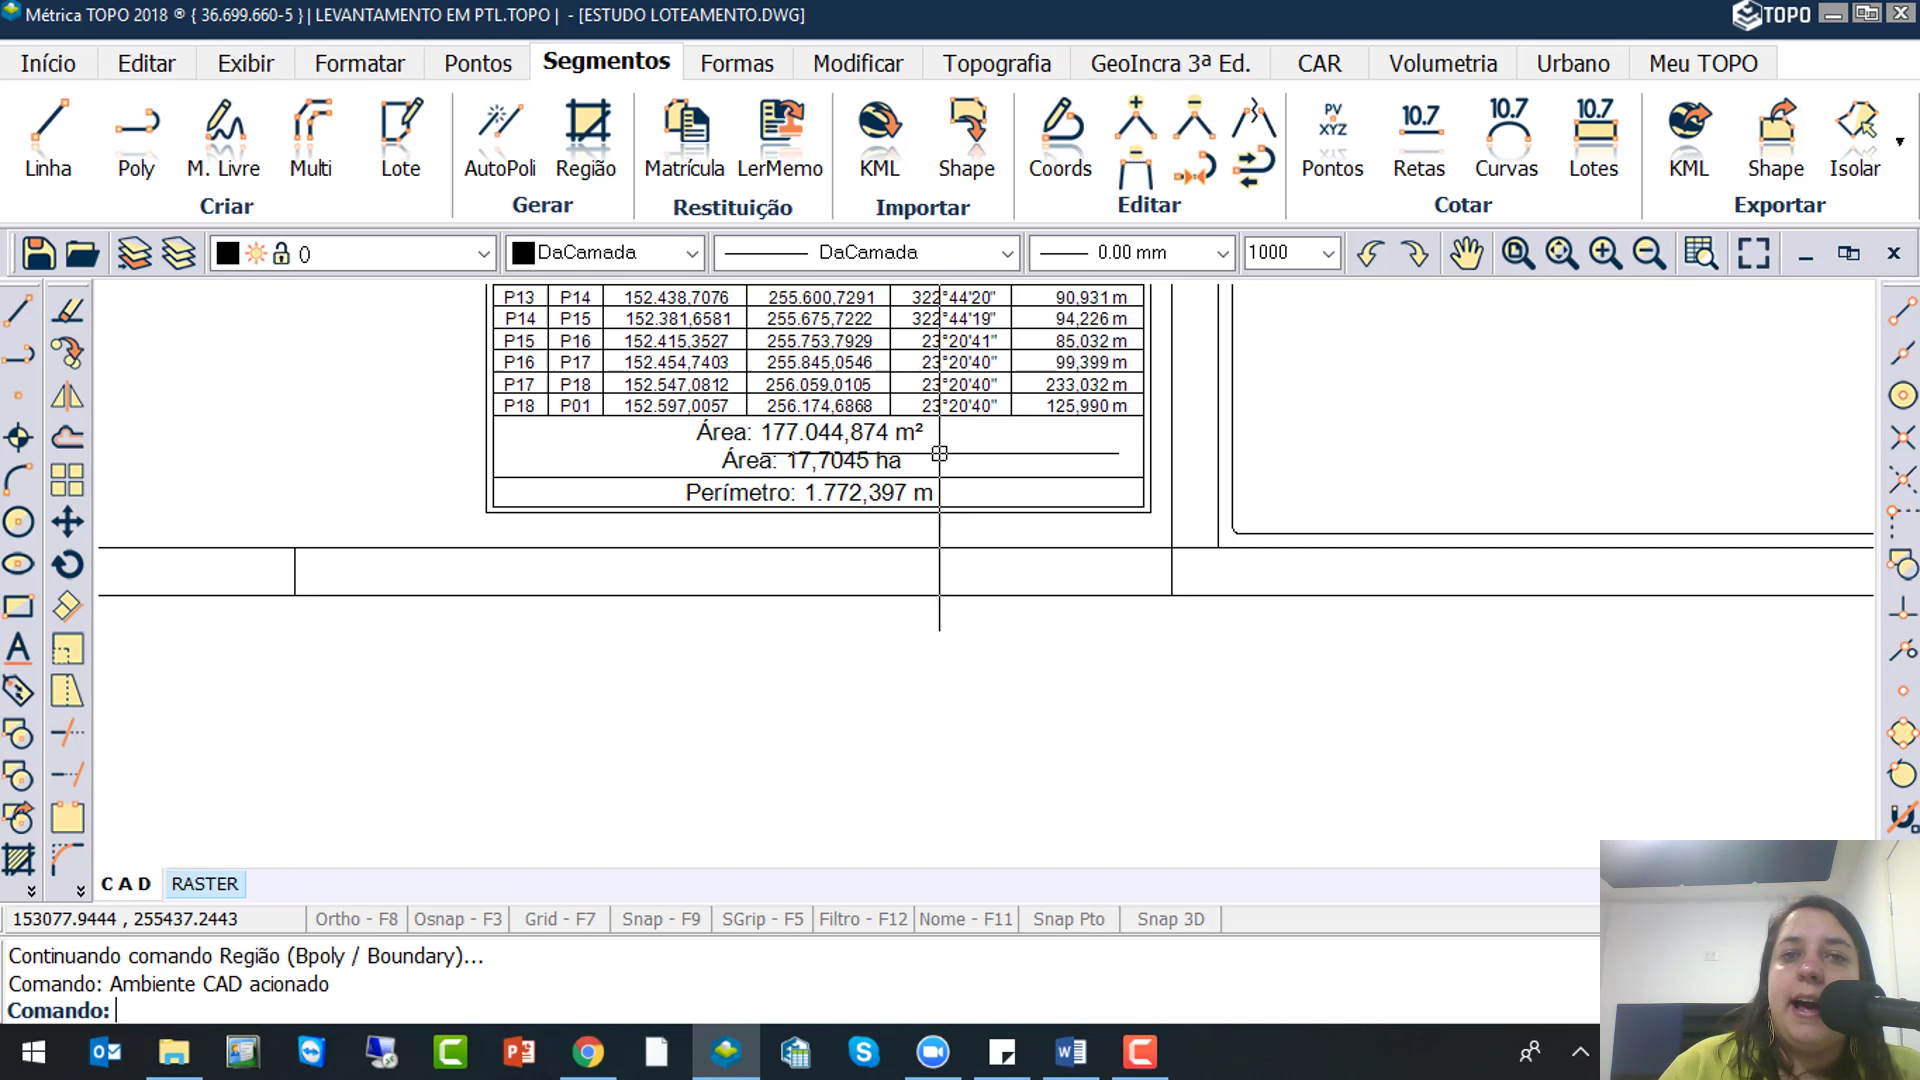 Métrica TOPO 2018 ® { 36.699.660-5 } | LEVANTAMENTO EM PTL.TOPO | - [ESTUDO LOTEAMENTO.DWG]
TOPO
Início Editar Exibir Formatar Pontos Segmentos Formas Modificar Topografia GeoIncra 3ª Ed. CAR Volumetria Urbano Meu TOPO
PV XYZ 10.7 10.7 10.7
Linha Poly M. Livre Multi Lote AutoPoli Região Matrícula LerMemo KML Shape Coords Pontos Retas Curvas Lotes KML Shape Isolar
Criar Gerar Restituição Importar Editar Cotar Exportar
0 DaCamada DaCamada 0.00 mm 1000
P13 P14 152.438,7076 255.600,7291 322°44'20" 90,931 m
P14 P15 152.381,6581 255.675,7222 322°44'19" 94,226 m
P15 P16 152.415,3527 255.753,7929 23°20'41" 85,032 m
P16 P17 152.454,7403 255.845,0546 23°20'40" 99,399 m
P17 P18 152.547,0812 256.059,0105 23°20'40" 233,032 m
P18 P01 152.597,0057 256.174,6868 23°20'40" 125,990 m
Área: 177.044,874 m²
Área: 17,7045 ha
Perímetro: 1.772,397 m
CAD RASTER
153077.9444 , 255437.2443 Ortho - F8 Osnap - F3 Grid - F7 Snap - F9 SGrip - F5 Filtro - F12 Nome - F11 Snap Pto Snap 3D
Continuando comando Região (Bpoly / Boundary)...
Comando: Ambiente CAD acionado
Comando: